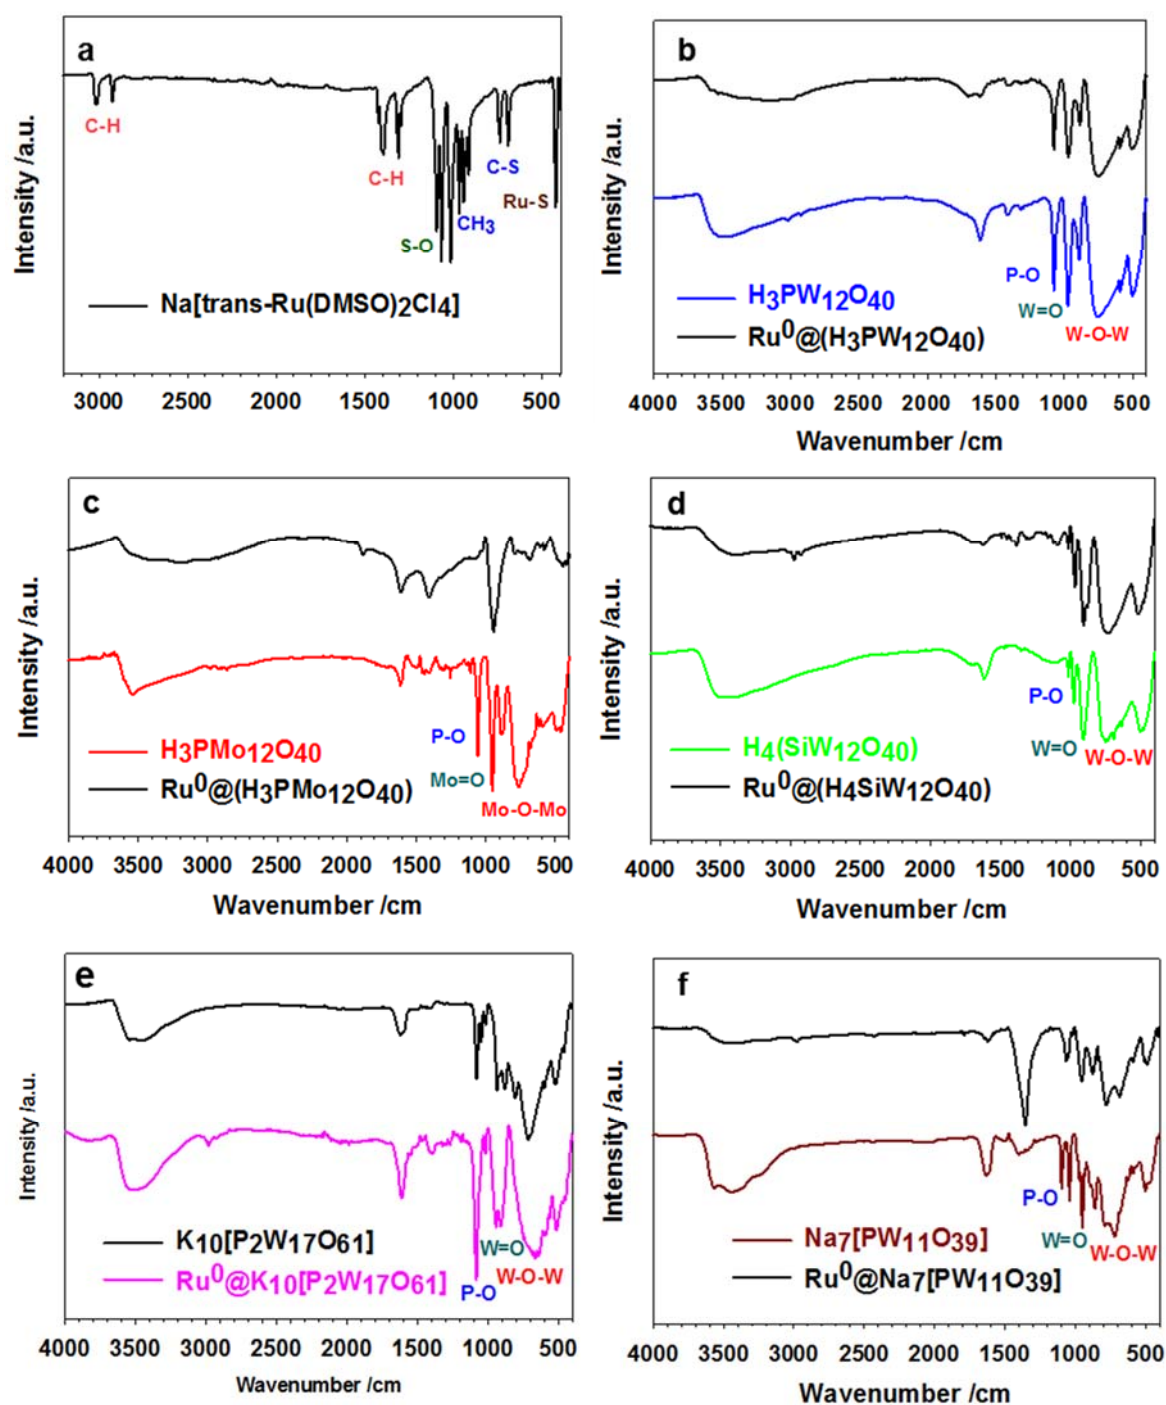 a
Intensity /a.u.
C-H
C-H
S-O
CH3
C-S
Ru-S
Na[trans-Ru(DMSO)2Cl4]
3000 2500 2000 1500 1000 500
b
Intensity /a.u.
P-O
W=O
W-O-W
H3PW12O40
Ru0@(H3PW12O40)
4000 3500 3000 2500 2000 1500 1000 500
Wavenumber /cm
c
Intensity /a.u.
P-O
Mo=O
Mo-O-Mo
H3PMo12O40
Ru0@(H3PMo12O40)
4000 3500 3000 2500 2000 1500 1000 500
Wavenumber /cm
d
Intensity /a.u.
P-O
W=O
W-O-W
H4(SiW12O40)
Ru0@(H4SiW12O40)
4000 3500 3000 2500 2000 1500 1000 500
Wavenumber /cm
e
Intensity /a.u.
K10[P2W17O61]
Ru0@K10[P2W17O61]
W=O
W-O-W
P-O
4000 3500 3000 2500 2000 1500 1000 500
Wavenumber /cm
f
Intensity /a.u.
P-O
W=O
W-O-W
Na7[PW11O39]
Ru0@Na7[PW11O39]
4000 3500 3000 2500 2000 1500 1000 500
Wavenumber /cm